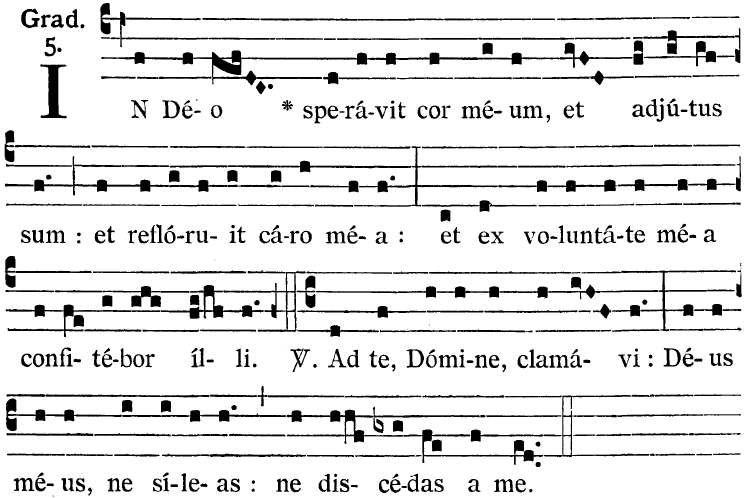 Grad.
5.
IN Dé- o * spe-rá-vit cor mé- um, et adjú-tus
sum : et refló-ru- it cá-ro mé- a : et ex vo-luntá-te mé-a
confi- té-bor íl- li. ℣. Ad te, Dómi-ne, clamá- vi : Dé- us
mé- us, ne sí-le- as : ne dis- cé-das a me.